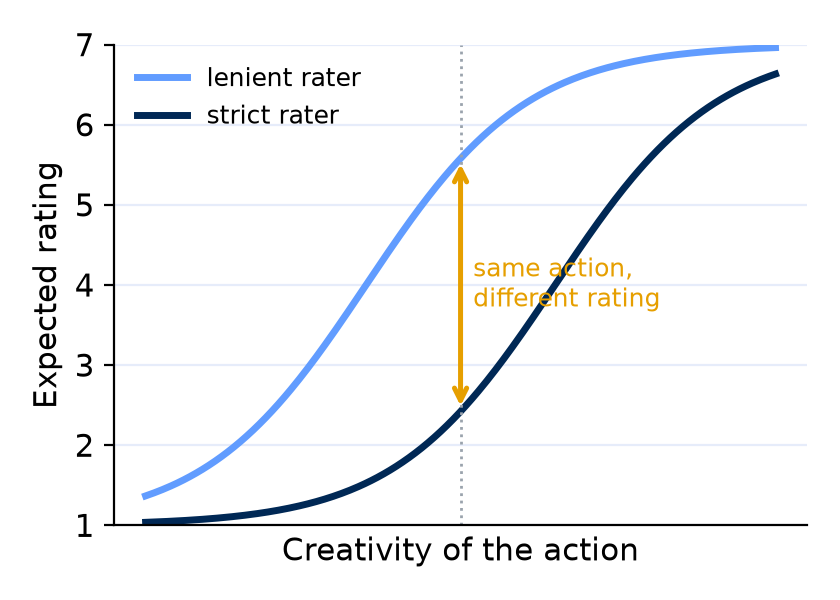 7
6
5
4
3
2
1
Expected rating
lenient rater
strict rater
same action,
different rating
Creativity of the action